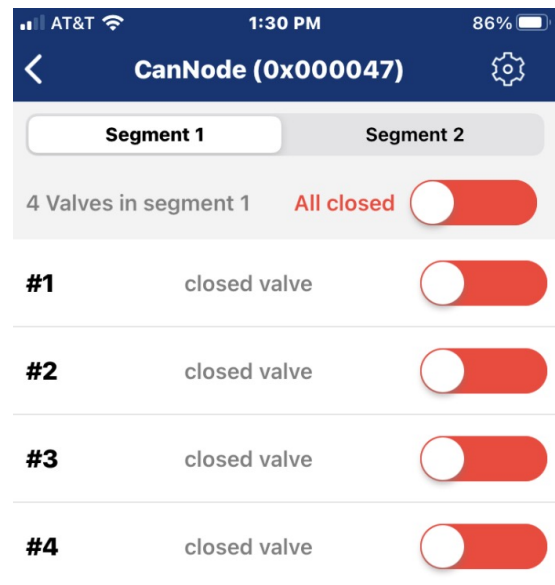 AT&T 1:30 PM 86%
CanNode (0x000047)
Segment 1 Segment 2
4 Valves in segment 1 All closed
#1 closed valve
#2 closed valve
#3 closed valve
#4 closed valve